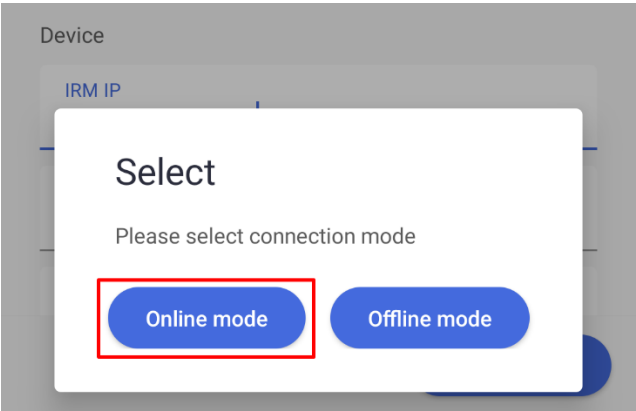 Device
IRM IP
Select
Please select connection mode
Online mode
Offline mode